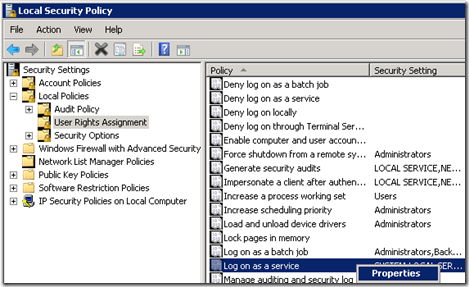 Local Security Policy
File Action View Help
Security Settings
Account Policies
Local Policies
Audit Policy
User Rights Assignment
Security Options
Windows Firewall with Advanced Security
Network List Manager Policies
Public Key Policies
Software Restriction Policies
IP Security Policies on Local Computer
Policy Security Setting
Deny log on as a batch job
Deny log on as a service
Deny log on locally
Deny log on through Terminal Ser...
Enable computer and user accoun...
Force shutdown from a remote sy... Administrators
Generate security audits LOCAL SERVICE,NE...
Impersonate a client after authen... LOCAL SERVICE,NE...
Increase a process working set Users
Increase scheduling priority Administrators
Load and unload device drivers Administrators
Lock pages in memory
Log on as a batch job Administrators,Back...
Log on as a service
Properties
Manage auditing and security log